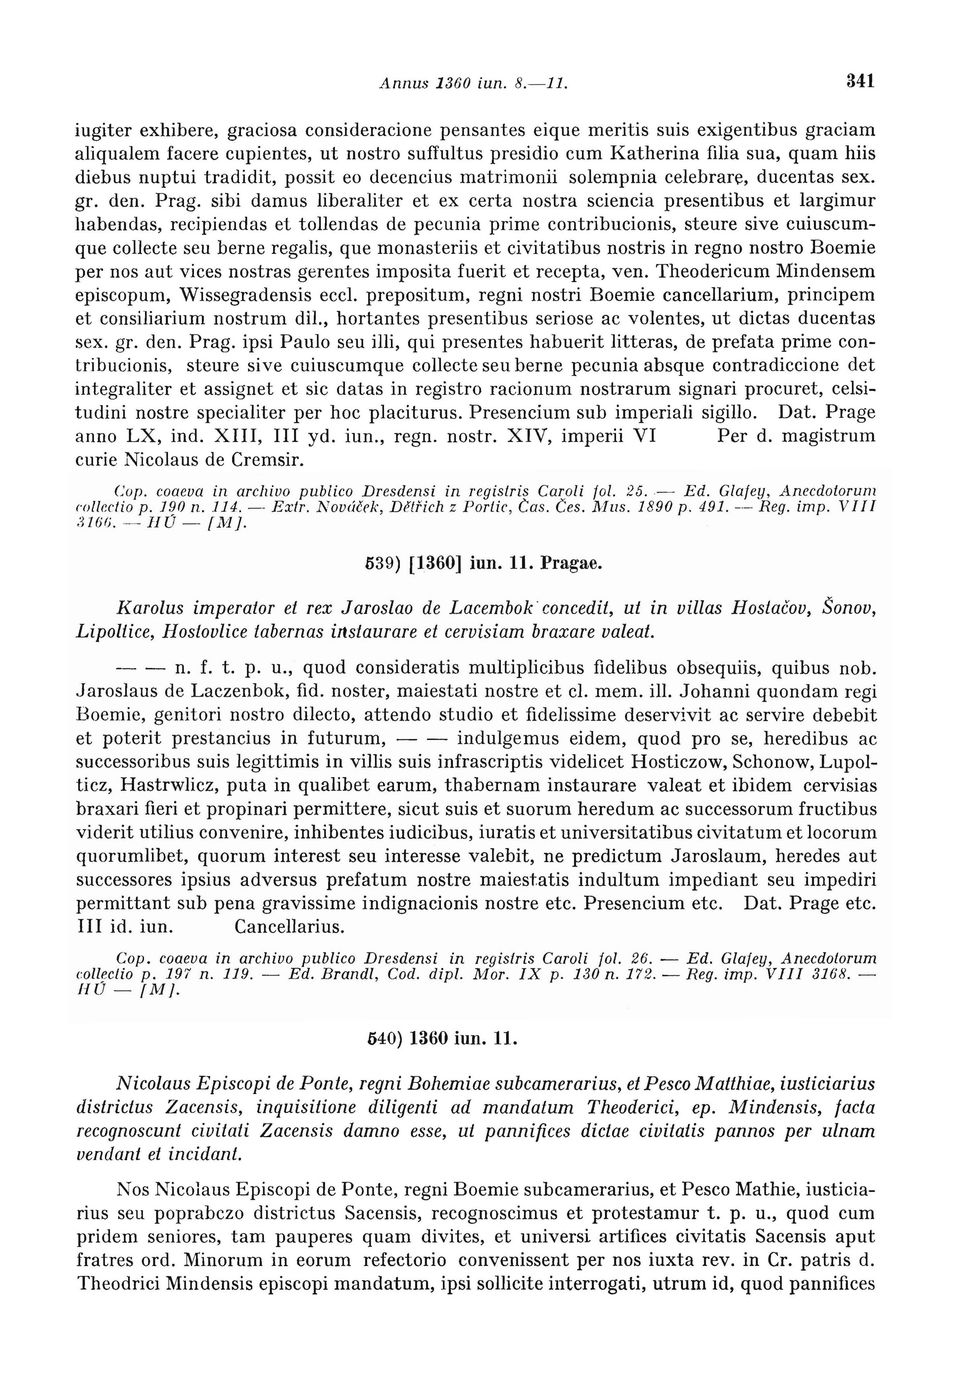 Annus 1360 iun. 8.—11. 341
iugiter exhibere, graciosa consideracione pensantes eique meritis suis exigentibus graciam
aliqualem facere cupientes, ut nostro suffultus presidio cum Katherina filia sua, quam hiis
diebus nuptui tradidit, possit eo decencius matrimonii solempnia celebrare, ducentas sex.
gr. den. Prag. sibi damus liberaliter et ex certa nostra sciencia presentibus et largimur
habendas, recipiendas et tollendas de pecunia prime contribucionis, steure sive cuiuscum-
que collecte seu berne regalis, que monasteriis et civitatibus nostris in regno nostro Boemie
per nos aut vices nostras gerentes imposita fuerit et recepta, ven. Theodericum Mindensem
episcopum, Wissegradensis eccl. prepositum, regni nostri Boemie cancellarium, principem
et consiliarium nostrum dil., hortantes presentibus seriose ac volentes, ut dictas ducentas
sex. gr. den. Prag. ipsi Paulo seu illi, qui presentes habuerit litteras, de prefata prime con-
tribucionis, steure sive cuiuscumque collecte seu berne pecunia absque contradiccione det
integraliter et assignet et sic datas in registro racionum nostrarum signari procuret, celsi-
tudini nostre specialiter per hoc placiturus. Presencium sub imperiali sigillo. Dat. Prage
anno LX, ind. XIII, III yd. iun., regn. nostr. XIV, imperii VI Per d. magistrum
curie Nicolaus de Cremsir.
Cop. coaeva in archivo publico Dresdensi in registris Caroli fol. 25. — Ed. Glafey, Anecdotorum
collectio p. 190 n. 114. — Extr. Nováček, Dětřich z Portic, Čas. Čes. Mus. 1890 p. 491. — Reg. imp. VIII
3166. — HÚ — [M].
539) [1360] iun. 11. Pragae.
Karolus imperator et rex Jaroslao de Lacembok concedit, ut in villas Hostačov, Šonov,
Lipoltice, Hostovlice tabernas instaurare et cervisiam braxare valeat.
— — n. f. t. p. u., quod consideratis multiplicibus fidelibus obsequiis, quibus nob.
Jaroslaus de Laczenbok, fid. noster, maiestati nostre et cl. mem. ill. Johanni quondam regi
Boemie, genitori nostro dilecto, attendo studio et fidelissime deservivit ac servire debebit
et poterit prestancius in futurum, — — indulgemus eidem, quod pro se, heredibus ac
successoribus suis legittimis in villis suis infrascriptis videlicet Hosticzow, Schonow, Lupol-
ticz, Hastrwlicz, puta in qualibet earum, thabernam instaurare valeat et ibidem cervisias
braxari fieri et propinari permittere, sicut suis et suorum heredum ac successorum fructibus
viderit utilius convenire, inhibentes iudicibus, iuratis et universitatibus civitatum et locorum
quorumlibet, quorum interest seu interesse valebit, ne predictum Jaroslaum, heredes aut
successores ipsius adversus prefatum nostre maiestatis indultum impediant seu impediri
permittant sub pena gravissime indignacionis nostre etc. Presencium etc. Dat. Prage etc.
III id. iun. Cancellarius.
Cop. coaeva in archivo publico Dresdensi in registris Caroli fol. 26. — Ed. Glafey, Anecdotorum
collectio p. 197 n. 119. — Ed. Brandl, Cod. dipl. Mor. IX p. 130 n. 172. — Reg. imp. VIII 3168. —
HÚ — [M].
540) 1360 iun. 11.
Nicolaus Episcopi de Ponte, regni Bohemiae subcamerarius, et Pesco Matthiae, iusticiarius
districtus Zacensis, inquisitione diligenti ad mandatum Theoderici, ep. Mindensis, facta
recognoscunt civitati Zacensis damno esse, ut pannifices dictae civitatis pannos per ulnam
vendant et incidant.
Nos Nicolaus Episcopi de Ponte, regni Boemie subcamerarius, et Pesco Mathie, iusticia-
rius seu poprabczo districtus Sacensis, recognoscimus et protestamur t. p. u., quod cum
pridem seniores, tam pauperes quam divites, et universi artifices civitatis Sacensis aput
fratres ord. Minorum in eorum refectorio convenissent per nos iuxta rev. in Cr. patris d.
Theodrici Mindensis episcopi mandatum, ipsi sollicite interrogati, utrum id, quod pannifices